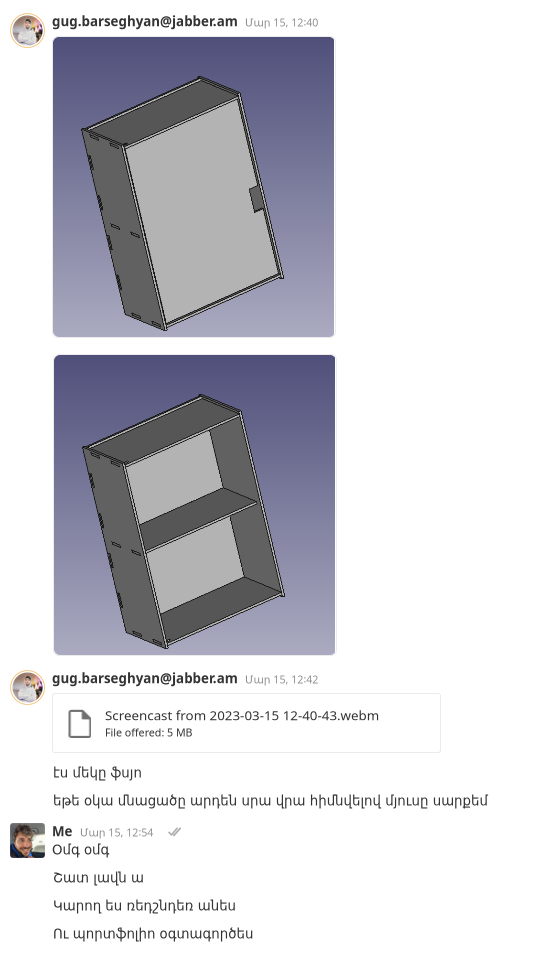 gug.barseghyan@jabber.am Մար 15, 12:40
gug.barseghyan@jabber.am Մար 15, 12:42
Screencast from 2023-03-15 12-40-43.webm
File offered: 5 MB
էս մեկը ֆսյո
եթե օկա մնացածը արդեն սրա վրա հիմնվելով մյուսը սարքեմ
Me Մար 15, 12:54
Օմգ օմգ
Շատ լավն ա
Կարող ես ռեդշնդեռ անես
Ու պորտֆոլիո օգտագործես